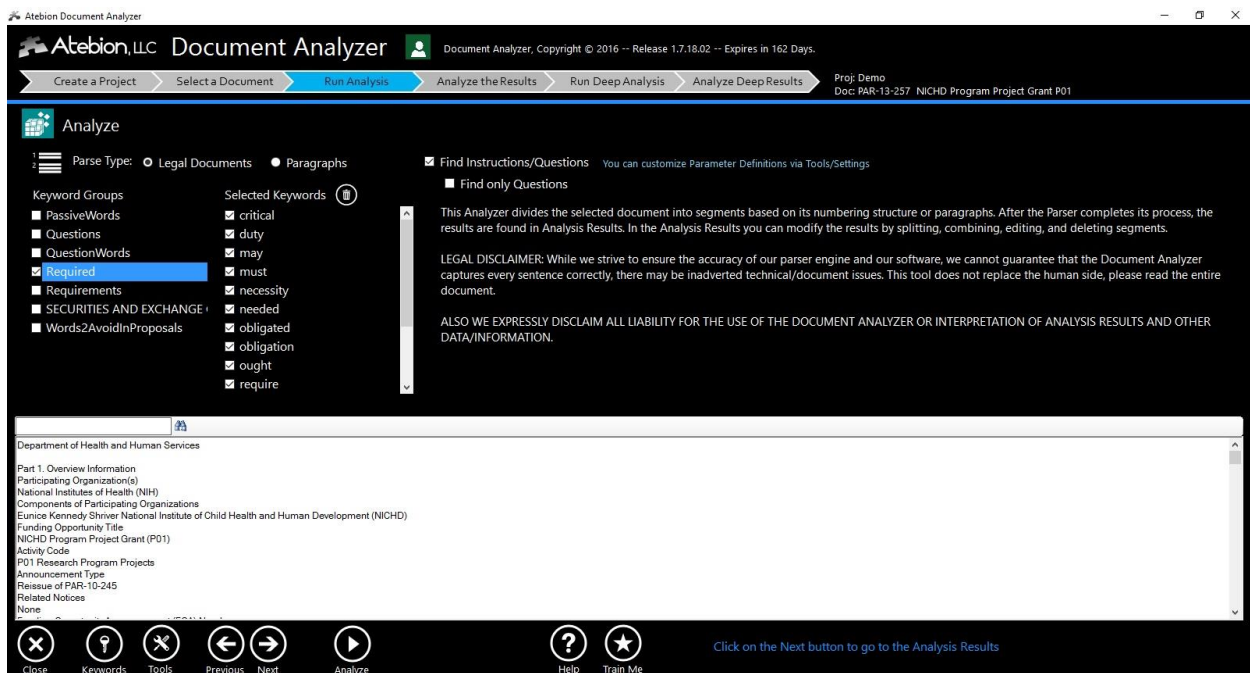 Atebion Document Analyzer
Atebion, LLC Document Analyzer
Document Analyzer, Copyright © 2016 -- Release 1.7.18.02 -- Expires in 162 Days.
Create a Project
Select a Document
Run Analysis
Analyze the Results
Run Deep Analysis
Analyze Deep Results
Proj: Demo
Doc: PAR-13-257 NICHD Program Project Grant P01
Analyze
1
2
Parse Type:
Legal Documents
Paragraphs
Keyword Groups
PassiveWords
Questions
QuestionWords
Required
Requirements
SECURITIES AND EXCHANGE
Words2AvoidInProposals
Selected Keywords
critical
duty
may
must
necessity
needed
obligated
obligation
ought
require
Find Instructions/Questions
You can customize Parameter Definitions via Tools/Settings
Find only Questions
This Analyzer divides the selected document into segments based on its numbering structure or paragraphs. After the Parser completes its process, the
results are found in Analysis Results. In the Analysis Results you can modify the results by splitting, combining, editing, and deleting segments.
LEGAL DISCLAIMER: While we strive to ensure the accuracy of our parser engine and our software, we cannot guarantee that the Document Analyzer
captures every sentence correctly, there may be inadverted technical/document issues. This tool does not replace the human side, please read the entire
document.
ALSO WE EXPRESSLY DISCLAIM ALL LIABILITY FOR THE USE OF THE DOCUMENT ANALYZER OR INTERPRETATION OF ANALYSIS RESULTS AND OTHER
DATA/INFORMATION.
Department of Health and Human Services
Part 1. Overview Information
Participating Organization(s)
National Institutes of Health (NIH)
Components of Participating Organizations
Eunice Kennedy Shriver National Institute of Child Health and Human Development (NICHD)
Funding Opportunity Title
NICHD Program Project Grant (P01)
Activity Code
P01 Research Program Projects
Announcement Type
Reissue of PAR-10-245
Related Notices
None
Close
Keywords
Tools
Previous
Next
Analyze
?
Help
Train Me
Click on the Next button to go to the Analysis Results